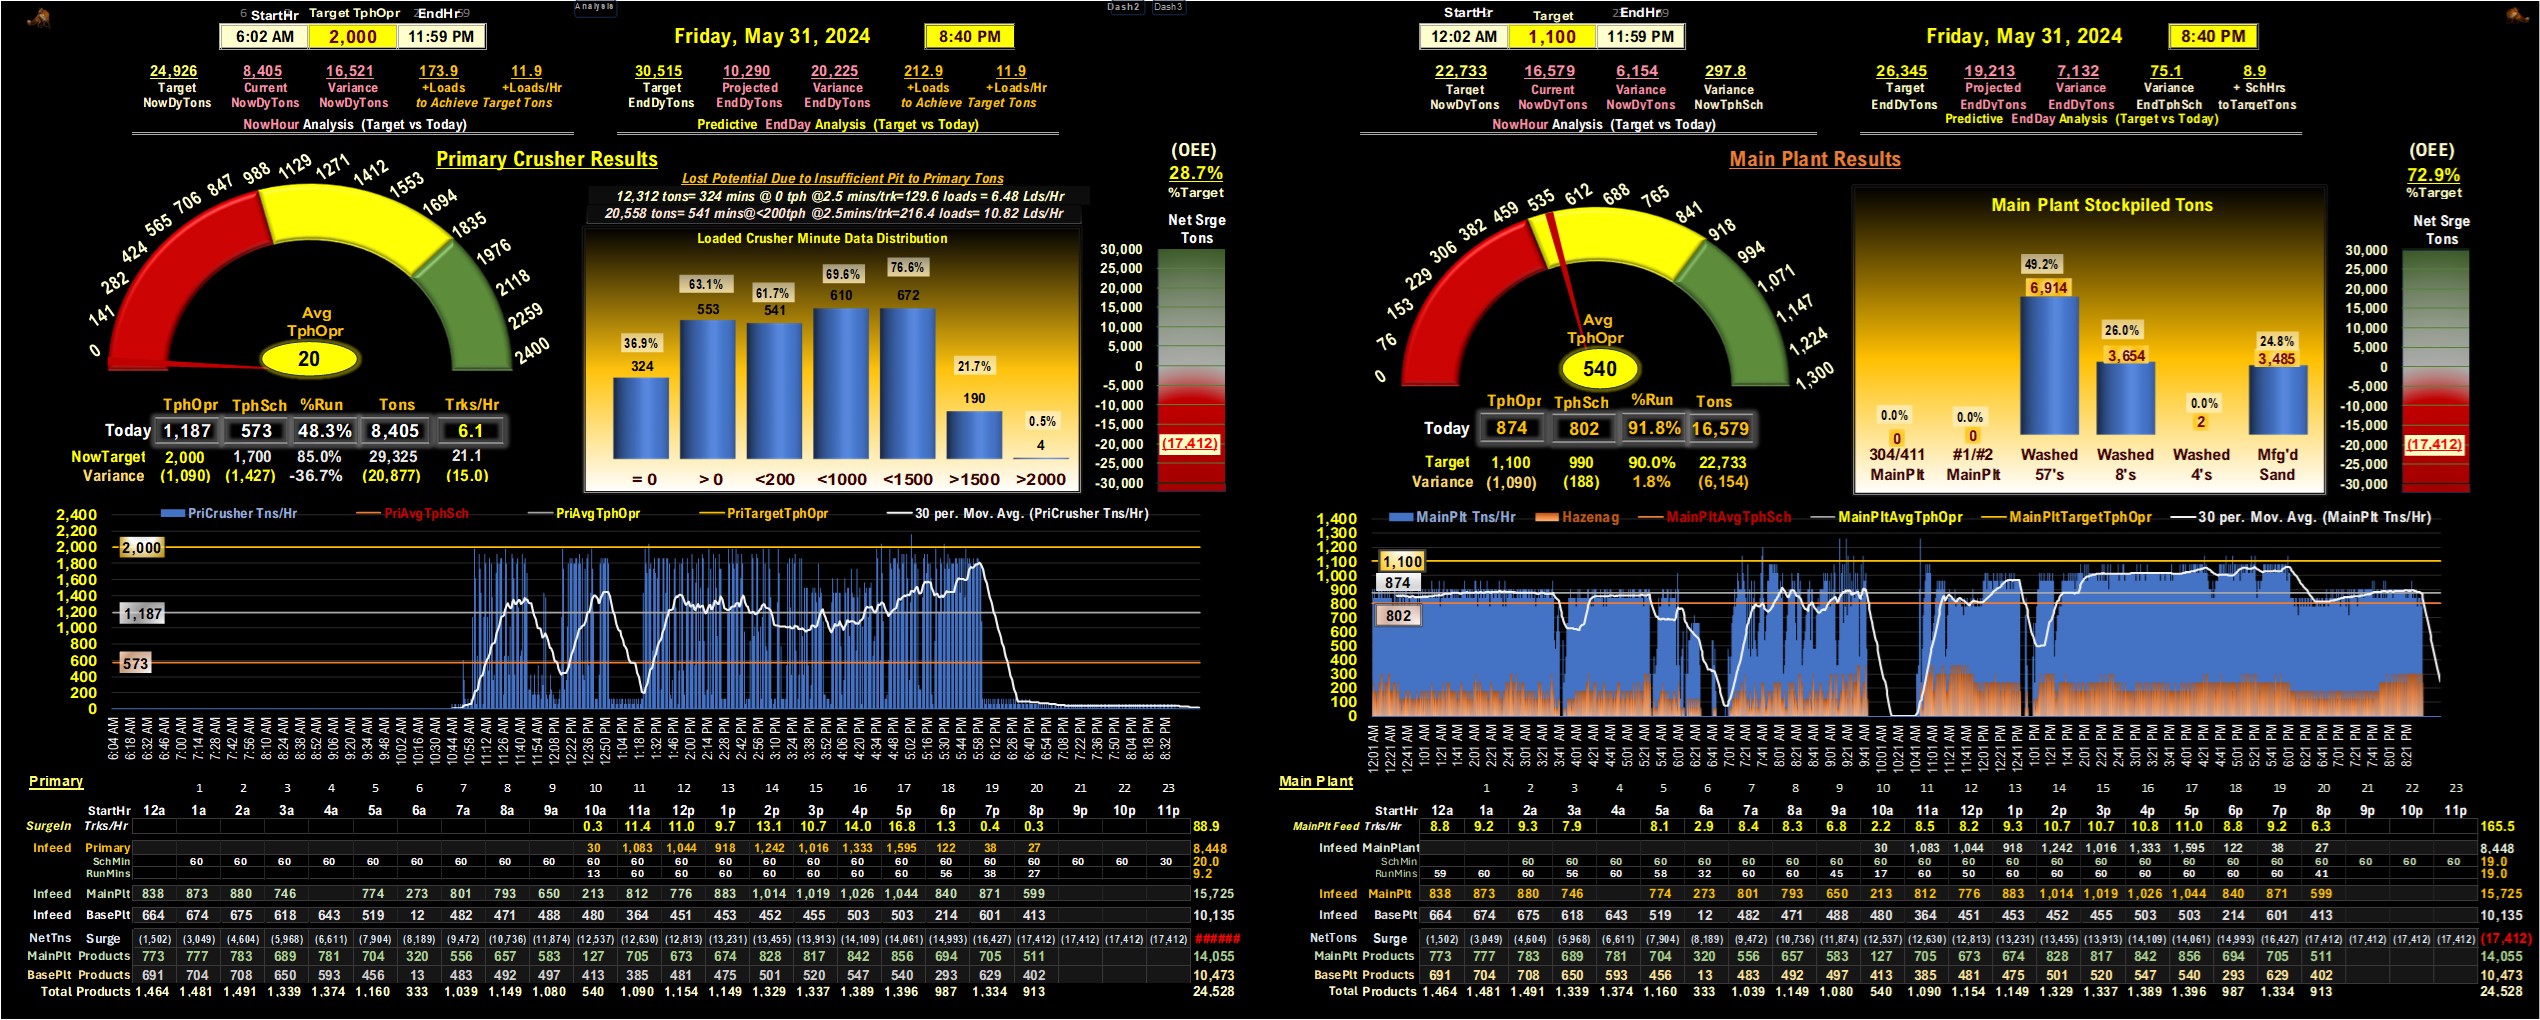 StartHr Target TphOpr EndHr
6:02 AM 2,000 11:59 PM
Analysis
Dash2 Dash3
Friday, May 31, 2024 8:40 PM
24,926 8,405 16,521 173.9 11.9
Target Current Variance +Loads +Loads/Hr
NowDyTons NowDyTons NowDyTons to Achieve Target Tons
NowHour Analysis (Target vs Today)
30,515 10,290 20,225 212.9 11.9
Target Projected Variance +Loads +Loads/Hr
EndDyTons EndDyTons EndDyTons to Achieve Target Tons
Predictive EndDay Analysis (Target vs Today)
Primary Crusher Results
Lost Potential Due to Insufficient Pit to Primary Tons
12,312 tons= 324 mins @ 0 tph @2.5 mins/trk=129.6 loads = 6.48 Lds/Hr
20,558 tons= 541 mins@<200tph @2.5mins/trk=216.4 loads= 10.82 Lds/Hr
(OEE)
28.7%
%Target
Net Srge
Tons
0 141 282 424 565 706 847 988 1129 1271 1412 1553 1694 1835 1976 2118 2259 2400
Avg
TphOpr
20
TphOpr TphSch %Run Tons Trks/Hr
Today 1,187 573 48.3% 8,405 6.1
NowTarget 2,000 1,700 85.0% 29,325 21.1
Variance (1,090) (1,427) -36.7% (20,877) (15.0)
Loaded Crusher Minute Data Distribution
36.9% 63.1% 61.7% 69.6% 76.6% 21.7% 0.5%
324 553 541 610 672 190 4
= 0 > 0 <200 <1000 <1500 >1500 >2000
30,000
25,000
20,000
15,000
10,000
5,000
0
-5,000
-10,000
-15,000
-20,000
-25,000
-30,000
(17,412)
PriCrusher Tns/Hr PriAvgTphSch PriAvgTphOpr PriTargetTphOpr 30 per. Mov. Avg. (PriCrusher Tns/Hr)
2,400
2,200
2,000
1,800
1,600
1,400
1,200
1,000
800
600
400
200
0
2,000
1,187
573
6:04 AM 6:18 AM 6:32 AM 6:46 AM 7:00 AM 7:14 AM 7:28 AM 7:42 AM 7:56 AM 8:10 AM 8:24 AM 8:38 AM 8:52 AM 9:06 AM 9:20 AM 9:34 AM 9:48 AM 10:02 AM 10:16 AM 10:30 AM 10:44 AM 10:58 AM 11:12 AM 11:26 AM 11:40 AM 11:54 AM 12:08 PM 12:22 PM 12:36 PM 12:50 PM 1:04 PM 1:18 PM 1:32 PM 1:46 PM 2:00 PM 2:14 PM 2:28 PM 2:42 PM 2:56 PM 3:10 PM 3:24 PM 3:38 PM 3:52 PM 4:06 PM 4:20 PM 4:34 PM 4:48 PM 5:02 PM 5:16 PM 5:30 PM 5:44 PM 5:58 PM 6:12 PM 6:26 PM 6:40 PM 6:54 PM 7:08 PM 7:22 PM 7:36 PM 7:50 PM 8:04 PM 8:18 PM 8:32 PM
Primary
1 2 3 4 5 6 7 8 9 10 11 12 13 14 15 16 17 18 19 20 21 22 23
StartHr 12a 1a 2a 3a 4a 5a 6a 7a 8a 9a 10a 11a 12p 1p 2p 3p 4p 5p 6p 7p 8p 9p 10p 11p
SurgeIn Trks/Hr 0.3 11.4 11.0 9.7 13.1 10.7 14.0 16.8 1.3 0.4 0.3 88.9
Infeed Primary 30 1,083 1,044 918 1,242 1,016 1,333 1,595 122 38 27 8,448
SchMin 60 60 60 60 60 60 60 60 60 60 60 60 60 60 60 60 60 60 60 60 60 60 30 20.0
RunMins 13 60 60 60 60 60 60 60 56 38 27 9.2
Infeed MainPlt 838 873 880 746 774 273 801 793 650 213 812 776 883 1,014 1,019 1,026 1,044 840 871 599 15,725
Infeed BasePlt 664 674 675 618 643 519 12 482 471 488 480 364 451 453 452 455 503 503 214 601 413 10,135
NetTns Surge (1,502) (3,049) (4,604) (5,968) (6,611) (7,904) (8,189) (9,472) (10,736) (11,874) (12,537) (12,630) (12,813) (13,231) (13,455) (13,913) (14,109) (14,061) (14,993) (16,427) (17,412) (17,412) (17,412) (17,412) ######
MainPlt Products 773 777 783 689 781 704 320 556 657 583 127 705 673 674 828 817 842 856 694 705 511 14,055
BasePlt Products 691 704 708 650 593 456 13 483 492 497 413 385 481 475 501 520 547 540 293 629 402 10,473
Total Products 1,464 1,481 1,491 1,339 1,374 1,160 333 1,039 1,149 1,080 540 1,090 1,154 1,149 1,329 1,337 1,389 1,396 987 1,334 913 24,528
StartHr Target EndHr
12:02 AM 1,100 11:59 PM
Friday, May 31, 2024 8:40 PM
22,733 16,579 6,154 297.8
Target Current Variance Variance
NowDyTons NowDyTons NowDyTons NowTphSch
NowHour Analysis (Target vs Today)
26,345 19,213 7,132 75.1 8.9
Target Projected Variance Variance + SchHrs
EndDyTons EndDyTons EndDyTons EndTphSch toTargetTons
Predictive EndDay Analysis (Target vs Today)
Main Plant Results
(OEE)
72.9%
%Target
Net Srge
Tons
0 76 153 229 306 382 459 535 612 688 765 841 918 994 1,071 1,147 1,224 1,300
Avg
TphOpr
540
TphOpr TphSch %Run Tons
Today 874 802 91.8% 16,579
Target 1,100 990 90.0% 22,733
Variance (1,090) (188) 1.8% (6,154)
Main Plant Stockpiled Tons
0.0% 0.0% 49.2% 26.0% 0.0% 24.8%
0 0 6,914 3,654 2 3,485
304/411 #1/#2 Washed Washed Washed Mfg'd
MainPlt MainPlt 57's 8's 4's Sand
30,000
25,000
20,000
15,000
10,000
5,000
0
-5,000
-10,000
-15,000
-20,000
-25,000
-30,000
(17,412)
MainPlt Tns/Hr Hazenag MainPltAvgTphSch MainPltAvgTphOpr MainPltTargetTphOpr 30 per. Mov. Avg. (MainPlt Tns/Hr)
1,400
1,300
1,200
1,100
1,000
900
800
700
600
500
400
300
200
100
0
1,100
874
802
12:01 AM 12:21 AM 12:41 AM 1:01 AM 1:21 AM 1:41 AM 2:01 AM 2:21 AM 2:41 AM 3:01 AM 3:21 AM 3:41 AM 4:01 AM 4:21 AM 4:41 AM 5:01 AM 5:21 AM 5:41 AM 6:01 AM 6:21 AM 6:41 AM 7:01 AM 7:21 AM 7:41 AM 8:01 AM 8:21 AM 8:41 AM 9:01 AM 9:21 AM 9:41 AM 10:01 AM 10:21 AM 10:41 AM 11:01 AM 11:21 AM 11:41 AM 12:01 PM 12:21 PM 12:41 PM 1:01 PM 1:21 PM 1:41 PM 2:01 PM 2:21 PM 2:41 PM 3:01 PM 3:21 PM 3:41 PM 4:01 PM 4:21 PM 4:41 PM 5:01 PM 5:21 PM 5:41 PM 6:01 PM 6:21 PM 6:41 PM 7:01 PM 7:21 PM 7:41 PM 8:01 PM 8:21 PM
Main Plant
1 2 3 4 5 6 7 8 9 10 11 12 13 14 15 16 17 18 19 20 21 22 23
StartHr 12a 1a 2a 3a 4a 5a 6a 7a 8a 9a 10a 11a 12p 1p 2p 3p 4p 5p 6p 7p 8p 9p 10p 11p
MainPlt Feed Trks/Hr 8.8 9.2 9.3 7.9 8.1 2.9 8.4 8.3 6.8 2.2 8.5 8.2 9.3 10.7 10.7 10.8 11.0 8.8 9.2 6.3 165.5
Infeed MainPlant 30 1,083 1,044 918 1,242 1,016 1,333 1,595 122 38 27 8,448
SchMin 60 60 60 60 60 60 60 60 60 60 60 60 60 60 60 60 60 60 60 60 60 60 19.0
RunMins 59 60 60 56 60 58 32 60 60 45 17 60 50 60 60 60 60 60 60 60 41 19.0
Infeed MainPlt 838 873 880 746 774 273 801 793 650 213 812 776 883 1,014 1,019 1,026 1,044 840 871 599 15,725
Infeed BasePlt 664 674 675 618 643 519 12 482 471 488 480 364 451 453 452 455 503 503 214 601 413 10,135
NetTons Surge (1,502) (3,049) (4,604) (5,968) (6,611) (7,904) (8,189) (9,472) (10,736) (11,874) (12,537) (12,630) (12,813) (13,231) (13,455) (13,913) (14,109) (14,061) (14,993) (16,427) (17,412) (17,412) (17,412) (17,412) (17,412)
MainPlt Products 773 777 783 689 781 704 320 556 657 583 127 705 673 674 828 817 842 856 694 705 511 14,055
BasePlt Products 691 704 708 650 593 456 13 483 492 497 413 385 481 475 501 520 547 540 293 629 402 10,473
Total Products 1,464 1,481 1,491 1,339 1,374 1,160 333 1,039 1,149 1,080 540 1,090 1,154 1,149 1,329 1,337 1,389 1,396 987 1,334 913 24,528